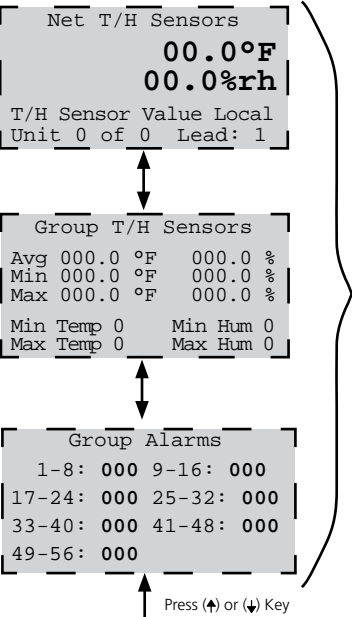 Net T/H Sensors
00.0°F
00.0%rh
T/H Sensor Value Local
Unit 0 of 0 Lead: 1
Group T/H Sensors
Avg 000.0 °F 000.0 %
Min 000.0 °F 000.0 %
Max 000.0 °F 000.0 %
Min Temp 0 Min Hum 0
Max Temp 0 Max Hum 0
Group Alarms
1-8: 000 9-16: 000
17-24: 000 25-32: 000
33-40: 000 41-48: 000
49-56: 000
Press (↑) or (↓) Key